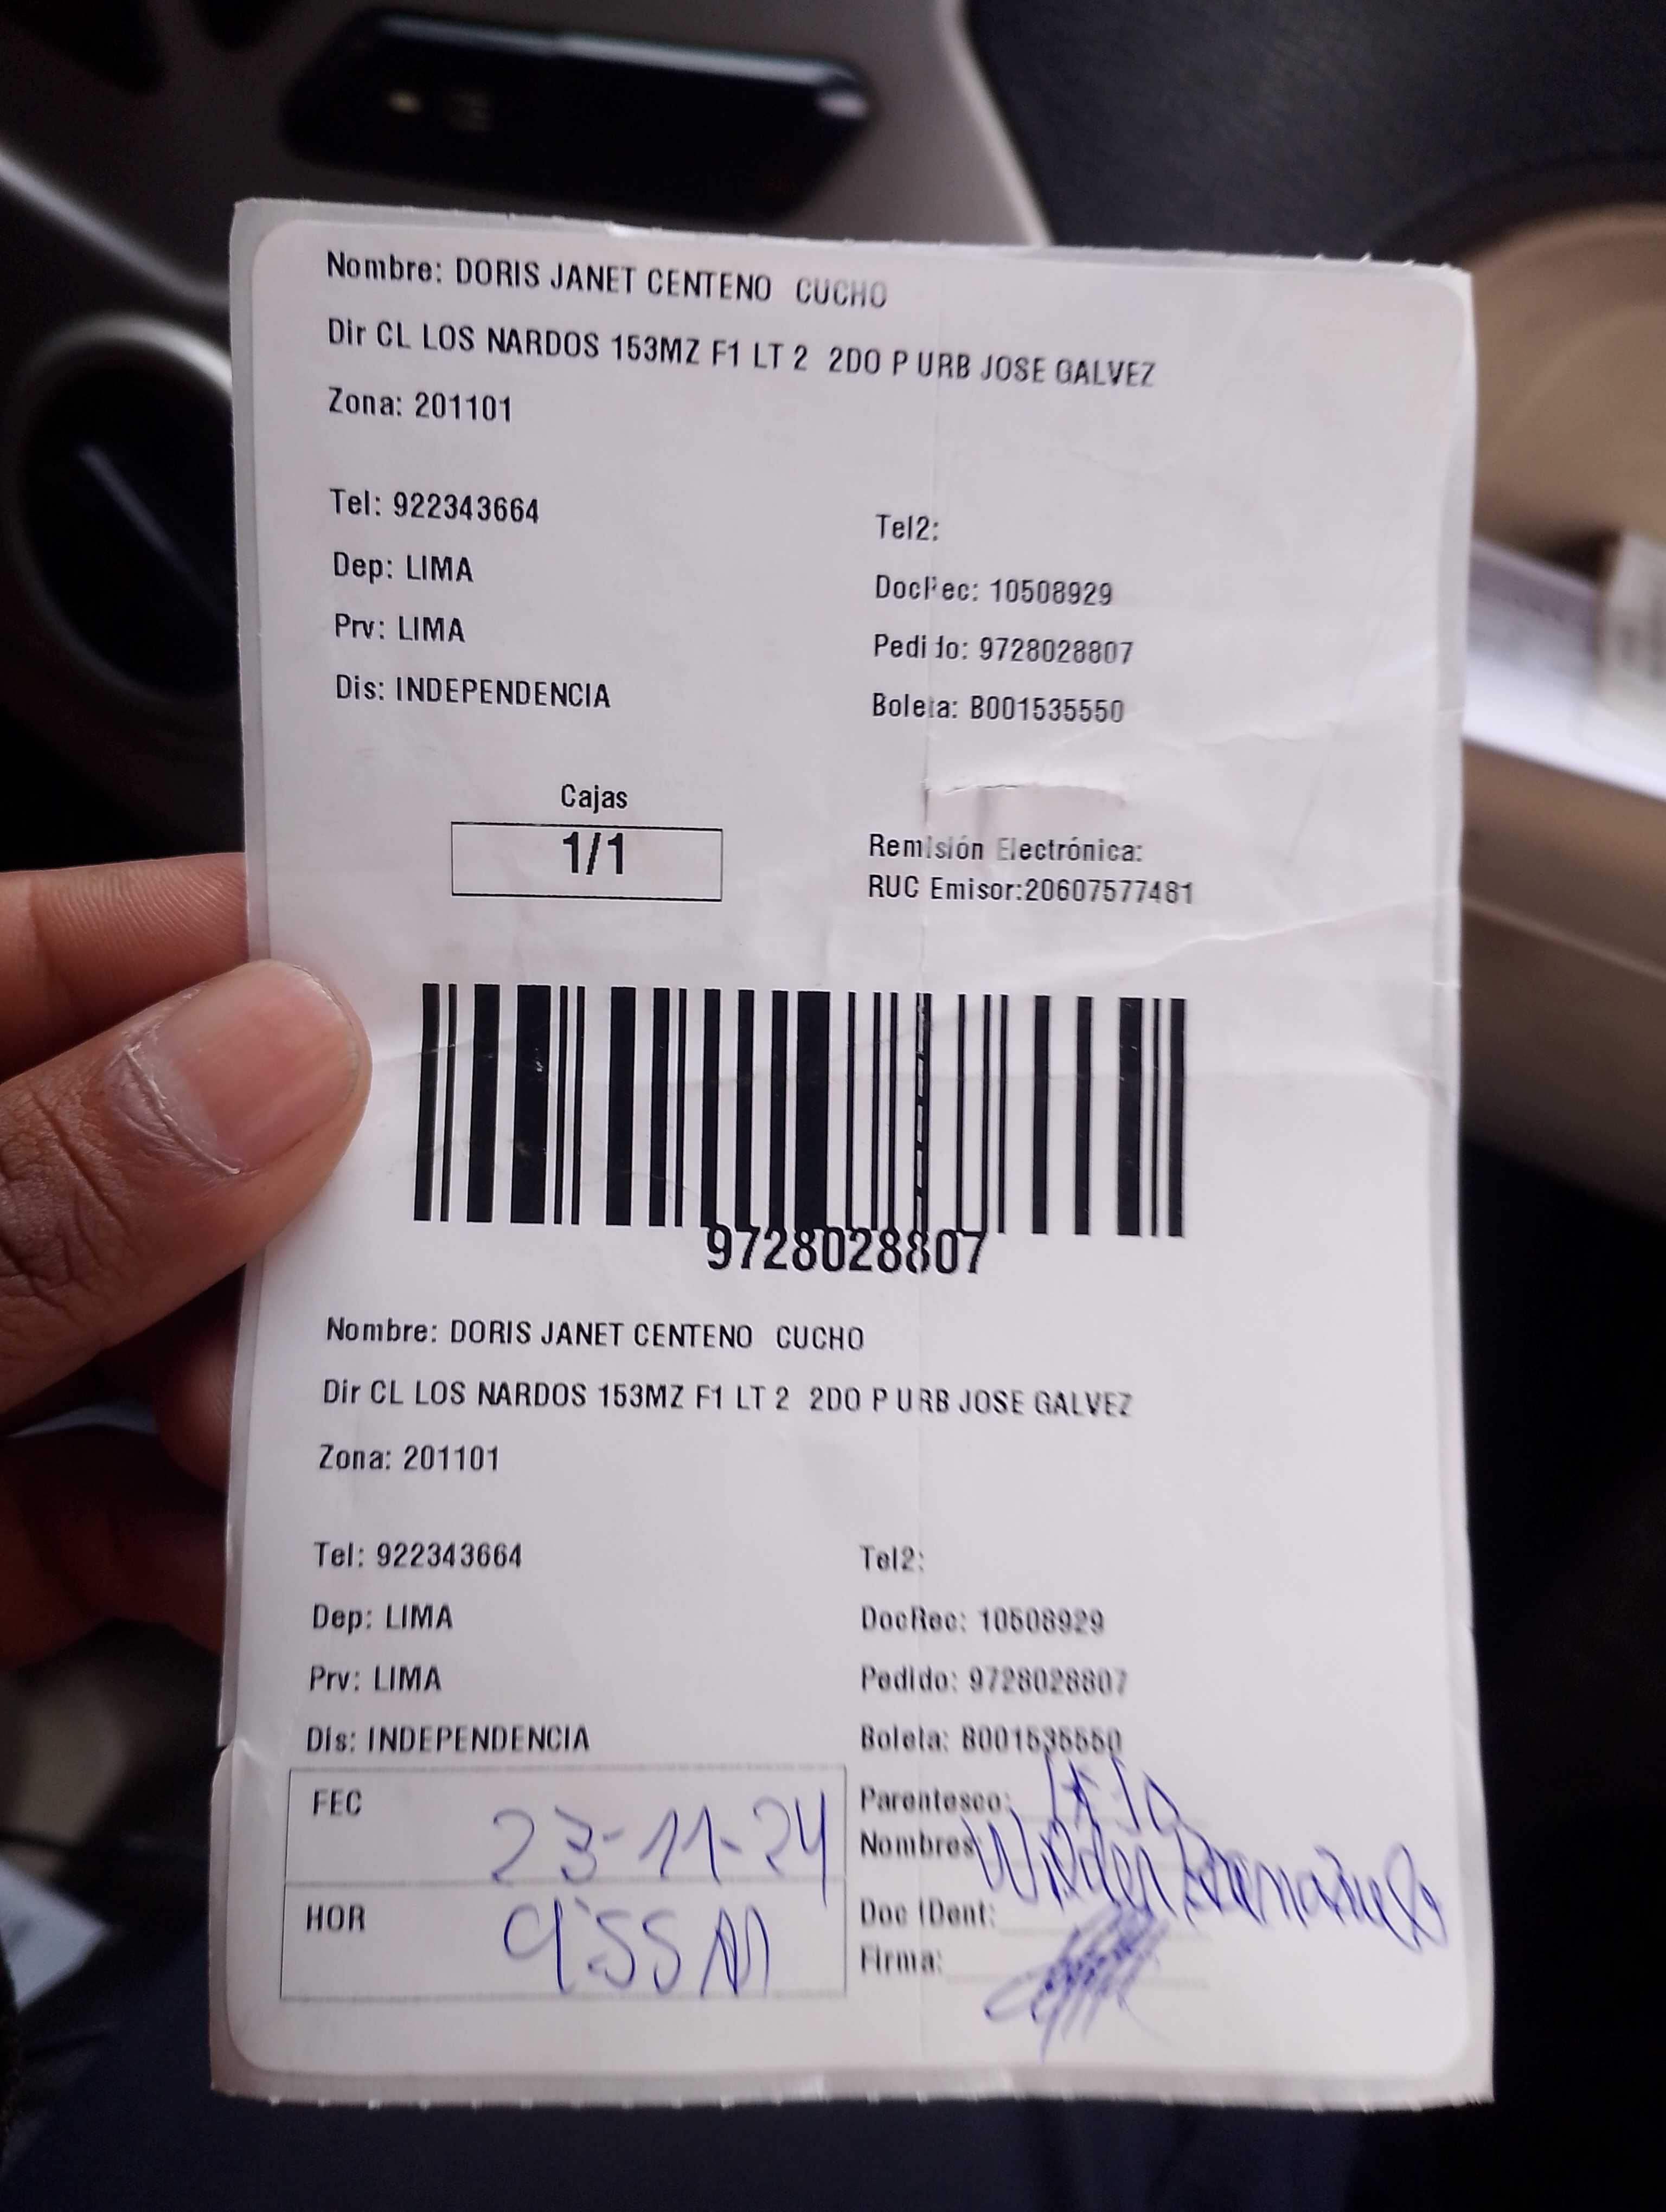 Nombre: DORIS JANET CENTENO CUCHO
Dir CL LOS NARDOS 153MZ F1 LT 2 2DO P URB JOSE GALVEZ
Zona: 201101
Tel: 922343664
Tel2:
Dep: LIMA
DocRec: 10508929
Prv: LIMA
Pedido: 9728028807
Dis: INDEPENDENCIA
Boleta: B001535550
Cajas
1/1
Remisión Electrónica:
RUC Emisor:20607577481
9728028807
Nombre: DORIS JANET CENTENO CUCHO
Dir CL LOS NARDOS 153MZ F1 LT 2 2DO P URB JOSE GALVEZ
Zona: 201101
Tel: 922343664
Tel2:
Dep: LIMA
DocRec: 10508929
Prv: LIMA
Pedido: 9728028807
Dis: INDEPENDENCIA
Boleta: B001535550
FEC 23-11-24
Parentesco:
Nombres:
HOR 9:55 AM
Doc IDent:
Firma: